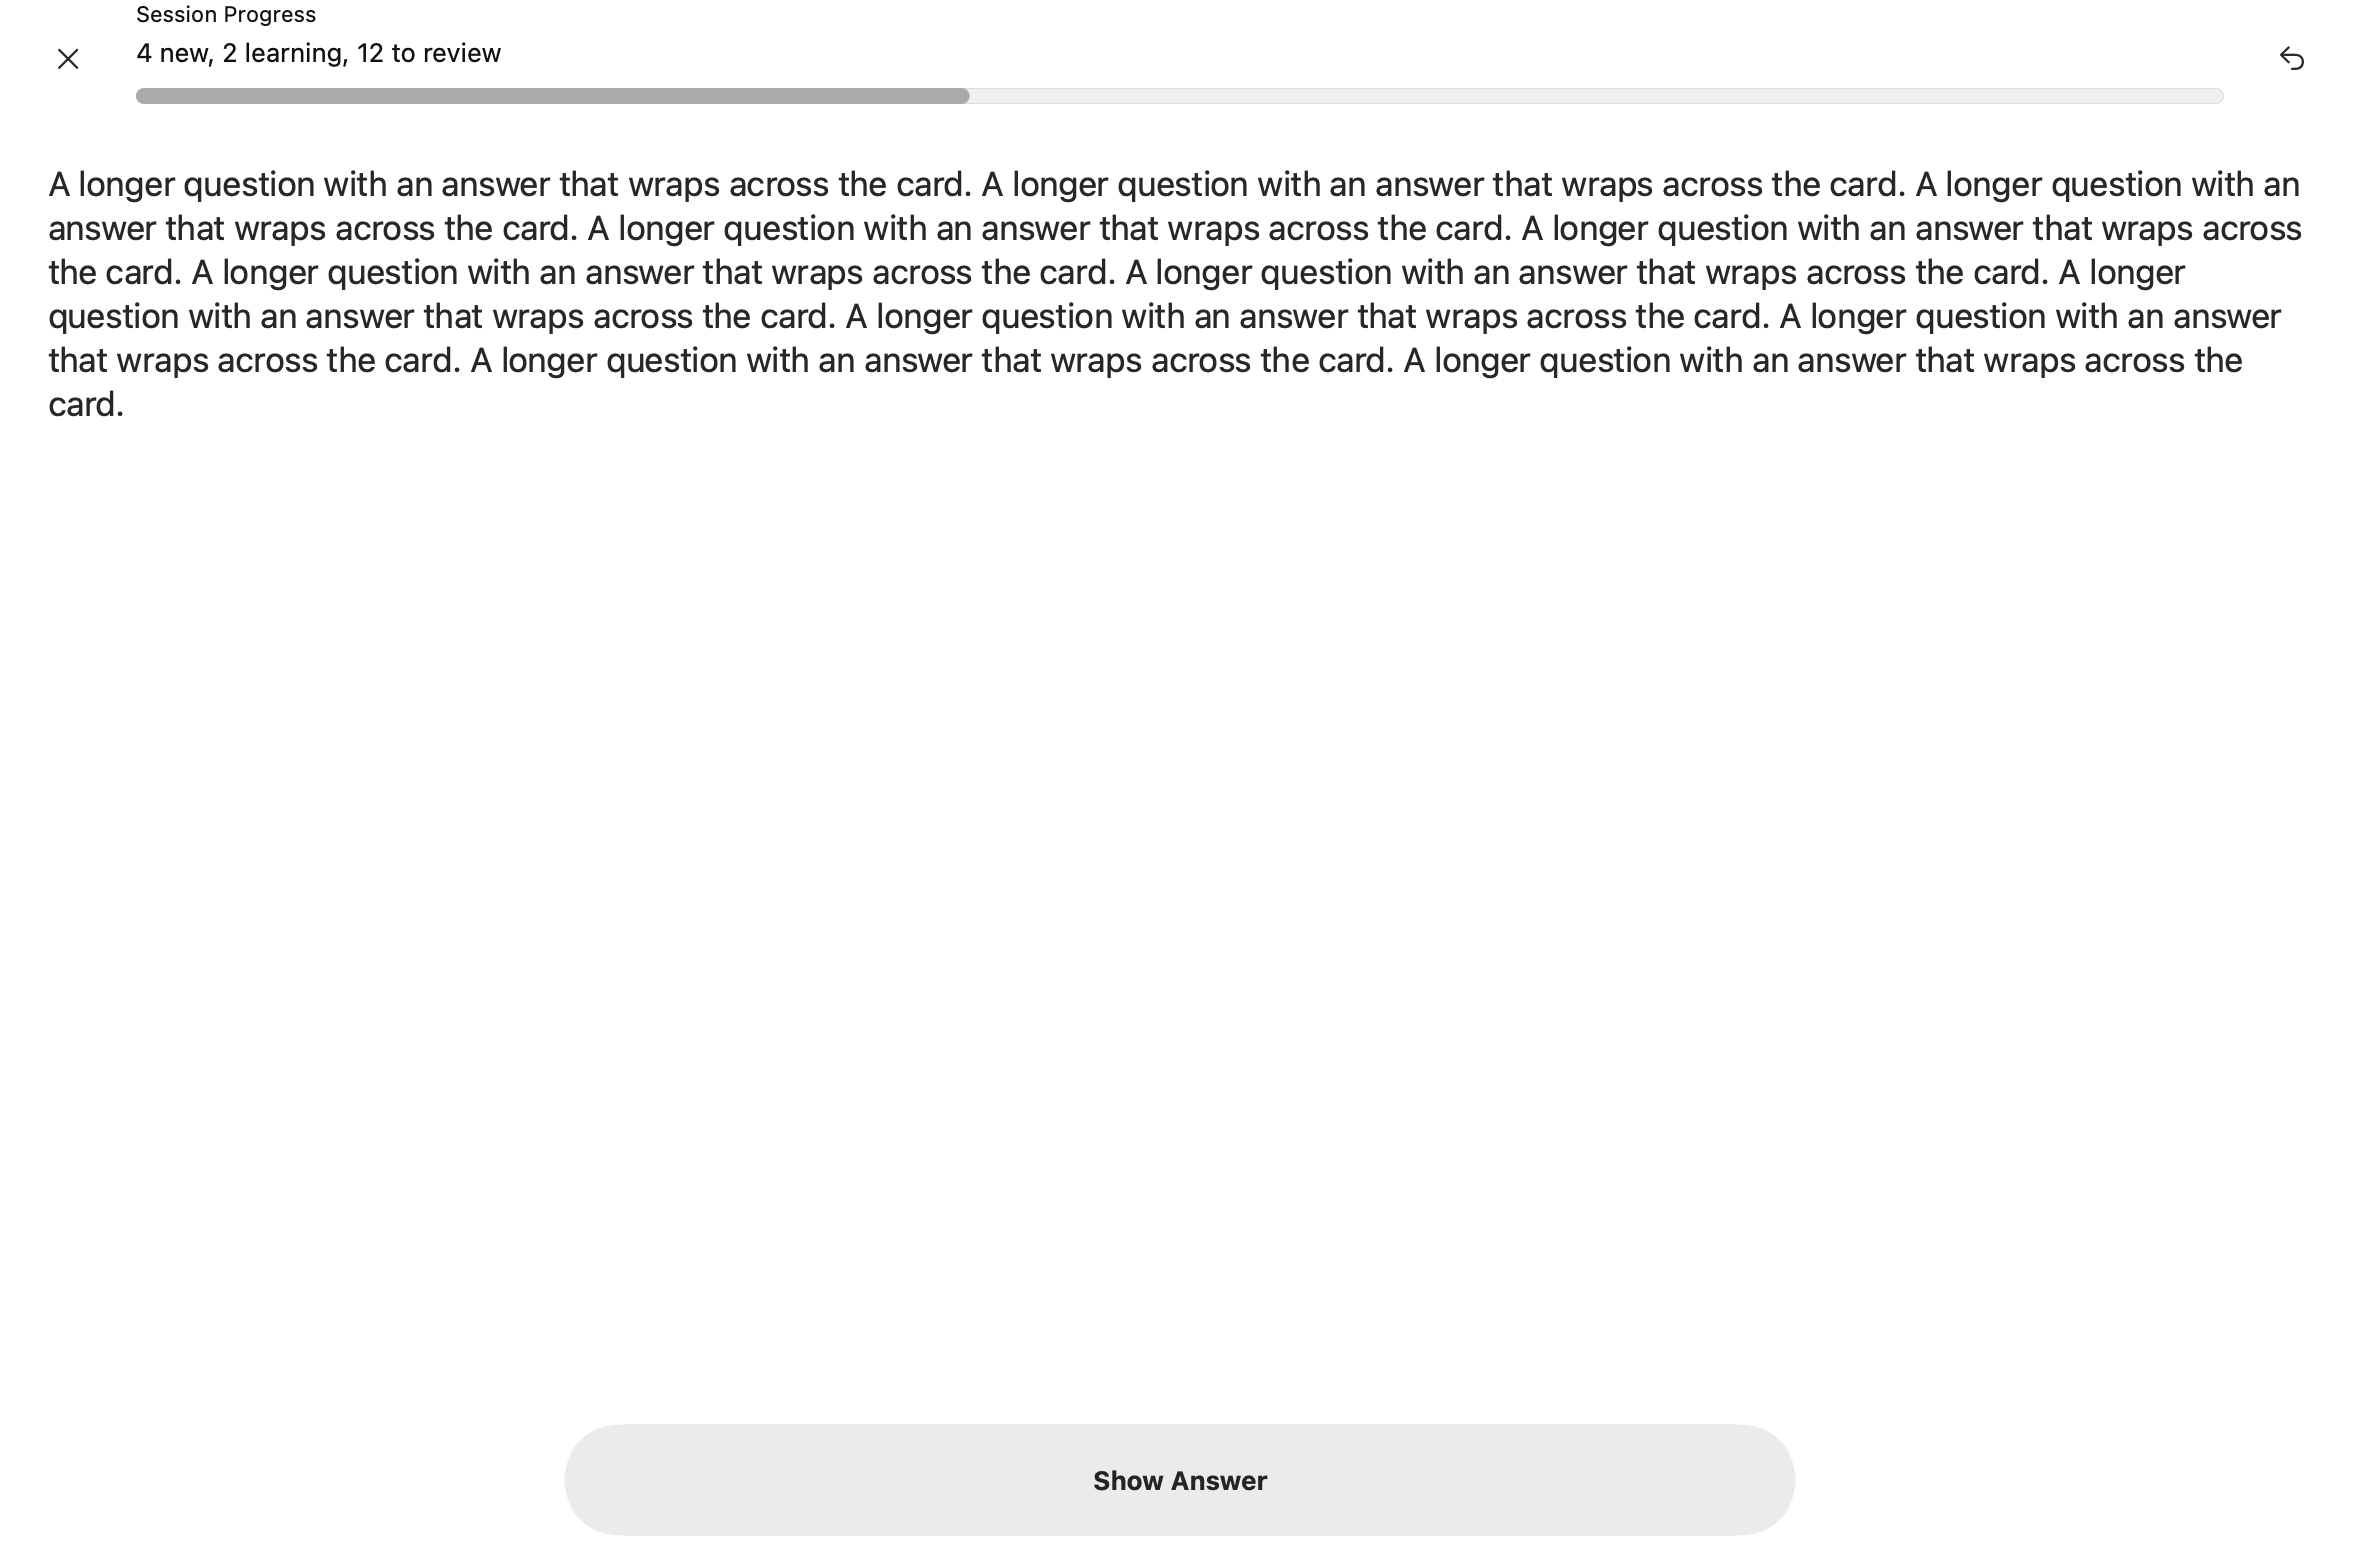 Session Progress
4 new, 2 learning, 12 to review
A longer question with an answer that wraps across the card. A longer question with an answer that wraps across the card. A longer question with an
answer that wraps across the card. A longer question with an answer that wraps across the card. A longer question with an answer that wraps across
the card. A longer question with an answer that wraps across the card. A longer question with an answer that wraps across the card. A longer
question with an answer that wraps across the card. A longer question with an answer that wraps across the card. A longer question with an answer
that wraps across the card. A longer question with an answer that wraps across the card. A longer question with an answer that wraps across the
card.
Show Answer